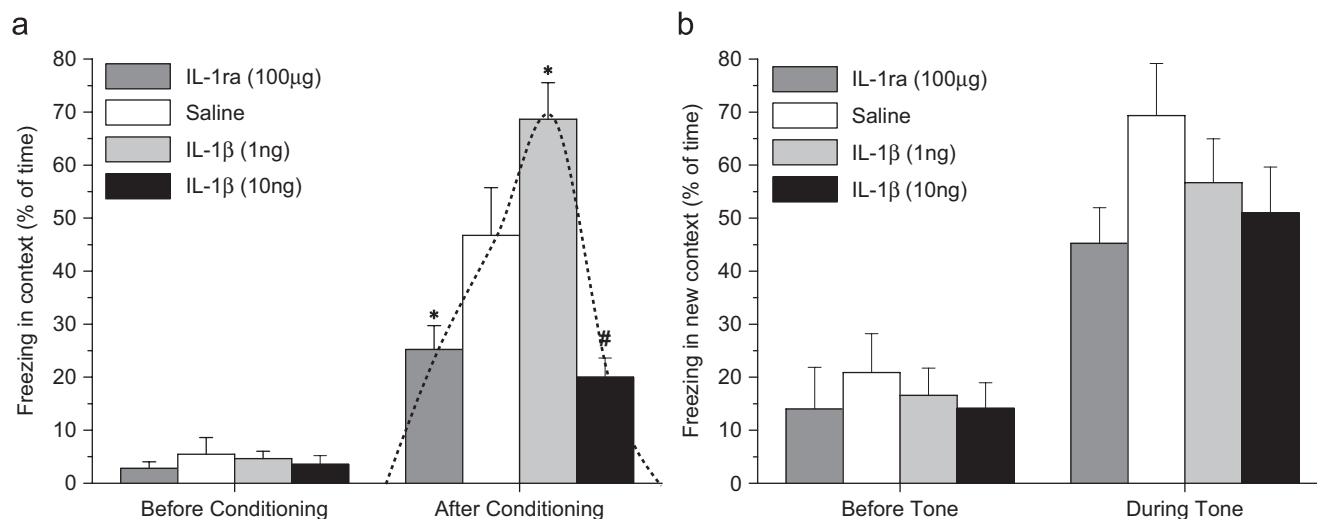 a
Freezing in context (% of time)
80
70
60
50
40
30
20
10
0
IL-1ra (100μg)
Saline
IL-1β (1ng)
IL-1β (10ng)
*
*
#
Before Conditioning
After Conditioning
b
Freezing in new context (% of time)
80
70
60
50
40
30
20
10
0
IL-1ra (100μg)
Saline
IL-1β (1ng)
IL-1β (10ng)
Before Tone
During Tone